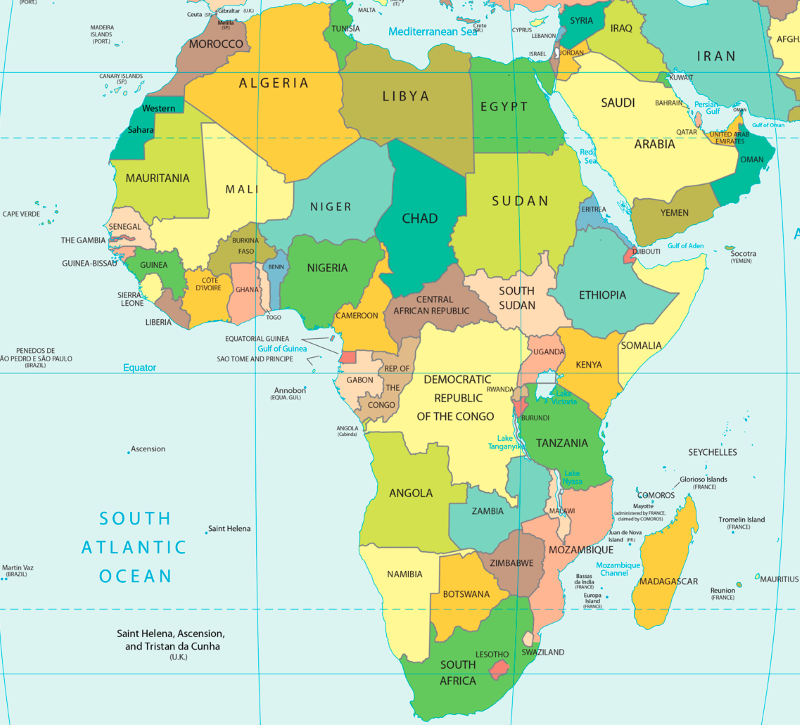 (PORT.)
Ceuta (SP.)
Gibraltar (U.K.)
Melilla
(SP.)
MALTA
(IT.)
Crete
(GR.)
Mediterranean Sea
CYPRUS
LEBANON
ISRAEL
SYRIA
JORDAN
IRAQ
IRAN
MADEIRA
ISLANDS
(PORT.)
MOROCCO
TUNISIA
CANARY ISLANDS
(SP.)
ALGERIA
LIBYA
EGYPT
KUWAIT
SAUDI
ARABIA
BAHRAIN
Persian
Gulf
QATAR
OMAN
Gulf of Oman
UNITED ARAB
EMIRATES
OMAN
Western
Sahara
Red
Sea
MAURITANIA
MALI
NIGER
CHAD
SUDAN
ERITREA
YEMEN
CAPE VERDE
SENEGAL
THE GAMBIA
GUINEA-BISSAU
GUINEA
BURKINA
FASO
BENIN
NIGERIA
DJIBOUTI
Gulf of Aden
Socotra
(YEMEN)
SIERRA
LEONE
LIBERIA
CÔTE
D'IVOIRE
GHANA
TOGO
CAMEROON
CENTRAL
AFRICAN REPUBLIC
SOUTH
SUDAN
ETHIOPIA
SOMALIA
EQUATORIAL GUINEA
Gulf of Guinea
SAO TOME AND PRINCIPE
PENEDOS DE
SÃO PEDRO E SÃO PAULO
(BRAZIL)
Equator
Annobon
(EQUA. GUI.)
GABON
REP. OF
THE
CONGO
DEMOCRATIC
REPUBLIC
OF THE CONGO
UGANDA
KENYA
RWANDA
BURUNDI
Lake
Victoria
ANGOLA
(Cabinda)
Lake
Tanganyika
TANZANIA
Ascension
SEYCHELLES
ANGOLA
ZAMBIA
Lake
Nyasa
MALAWI
COMOROS
Glorioso Islands
(FRANCE)
Mayotte
(administered by FRANCE,
claimed by COMOROS)
SOUTH
ATLANTIC
OCEAN
Saint Helena
Juan de Nova
Island (FR.)
Tromelin Island
(FRANCE)
MOZAMBIQUE
Mozambique
Channel
Martin Vaz
(BRAZIL)
NAMIBIA
ZIMBABWE
BOTSWANA
Bassas
da India
(FRANCE)
Europa
Island
(FRANCE)
MADAGASCAR
MAURITIUS
Reunion
(FRANCE)
Saint Helena, Ascension,
and Tristan da Cunha
(U.K.)
SOUTH
AFRICA
LESOTHO
SWAZILAND